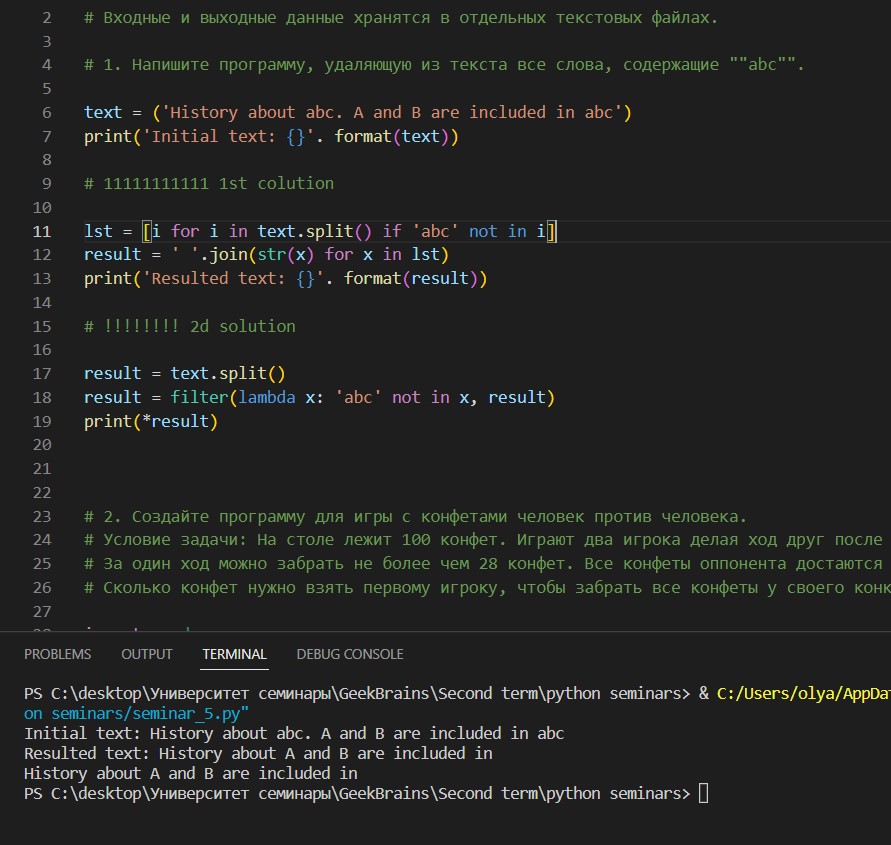 2 # Входные и выходные данные хранятся в отдельных текстовых файлах.
3
4 # 1. Напишите программу, удаляющую из текста все слова, содержащие ""abc"".
5
6 text = ('History about abc. A and B are included in abc')
7 print('Initial text: {}'. format(text))
8
9 # 11111111111 1st colution
10
11 lst = [i for i in text.split() if 'abc' not in i]
12 result = ' '.join(str(x) for x in lst)
13 print('Resulted text: {}'. format(result))
14
15 # !!!!!!!! 2d solution
16
17 result = text.split()
18 result = filter(lambda x: 'abc' not in x, result)
19 print(*result)
20
21
22
23 # 2. Создайте программу для игры с конфетами человек против человека.
24 # Условие задачи: На столе лежит 100 конфет. Играют два игрока делая ход друг после
25 # За один ход можно забрать не более чем 28 конфет. Все конфеты оппонента достаются
26 # Сколько конфет нужно взять первому игроку, чтобы забрать все конфеты у своего конк
27
PROBLEMS OUTPUT TERMINAL DEBUG CONSOLE
PS C:\desktop\Университет семинары\GeekBrains\Second term\python seminars> & C:/Users/olya/AppDat
on seminars/seminar_5.py"
Initial text: History about abc. A and B are included in abc
Resulted text: History about A and B are included in
History about A and B are included in
PS C:\desktop\Университет семинары\GeekBrains\Second term\python seminars>